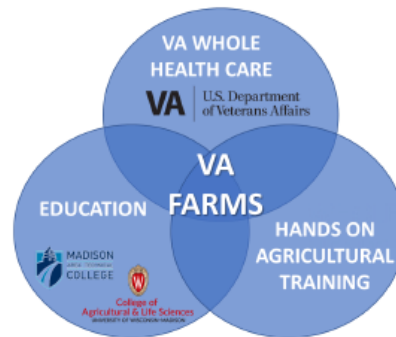 VA WHOLE
HEALTH CARE
VA
U.S. Department
of Veterans Affairs
VA
FARMS
EDUCATION
MADISON
COLLEGE
College of
Agricultural & Life Sciences
UNIVERSITY OF WISCONSIN-MADISON
HANDS ON
AGRICULTURAL
TRAINING